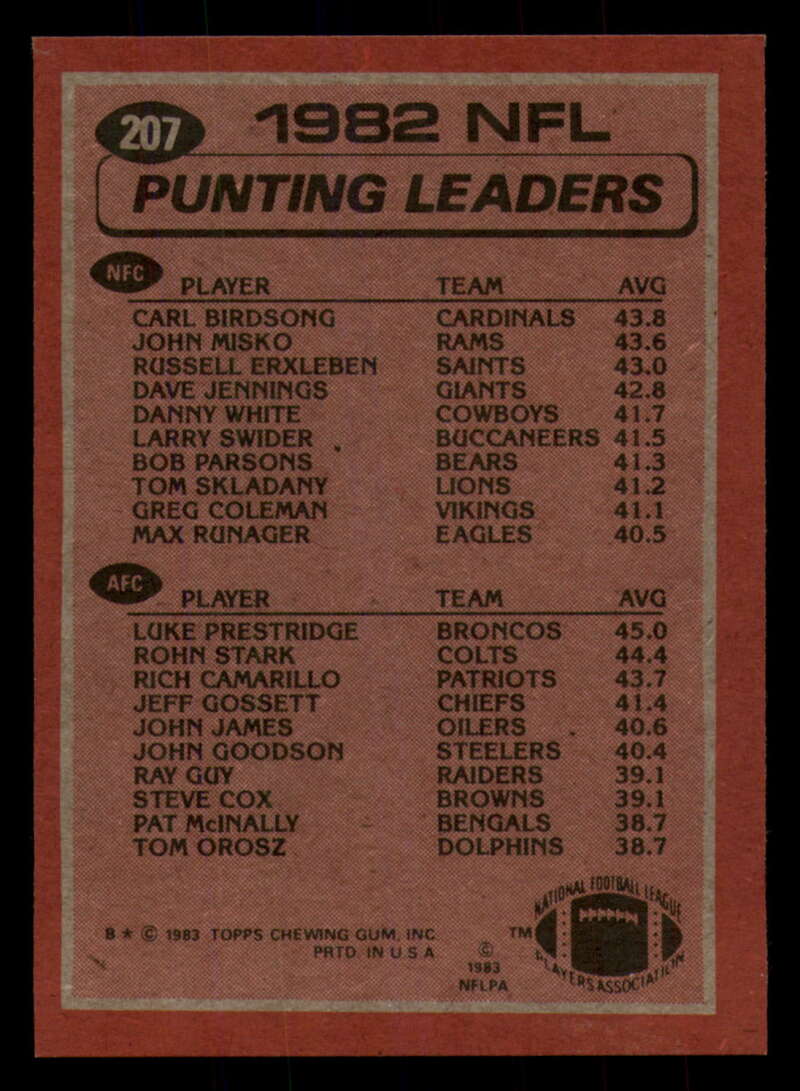 207 1982 NFL
PUNTING LEADERS
NFC PLAYER TEAM AVG
CARL BIRDSONG CARDINALS 43.8
JOHN MISKO RAMS 43.6
RUSSELL ERXLEBEN SAINTS 43.0
DAVE JENNINGS GIANTS 42.8
DANNY WHITE COWBOYS 41.7
LARRY SWIDER BUCCANEERS 41.5
BOB PARSONS BEARS 41.3
TOM SKLADANY LIONS 41.2
GREG COLEMAN VIKINGS 41.1
MAX RUNAGER EAGLES 40.5
AFC PLAYER TEAM AVG
LUKE PRESTRIDGE BRONCOS 45.0
ROHN STARK COLTS 44.4
RICH CAMARILLO PATRIOTS 43.7
JEFF GOSSETT CHIEFS 41.4
JOHN JAMES OILERS 40.6
JOHN GOODSON STEELERS 40.4
RAY GUY RAIDERS 39.1
STEVE COX BROWNS 39.1
PAT McINALLY BENGALS 38.7
TOM OROSZ DOLPHINS 38.7
NATIONAL FOOTBALL LEAGUE
B * © 1983 TOPPS CHEWING GUM, INC. TM
PRTD. IN U S A ©
1983
NFLPA
PLAYERS ASSOCIATION